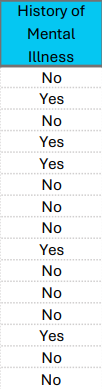 History of
Mental
Illness
No
Yes
No
Yes
Yes
No
No
No
Yes
No
No
No
Yes
No
No